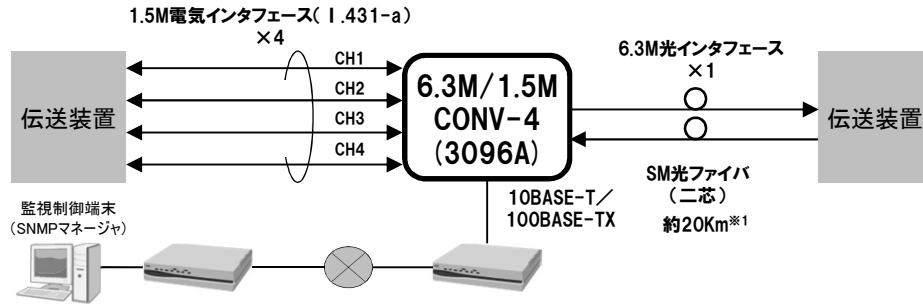 1.5M電気インタフェース(I.431-a)
×4
CH1
CH2
CH3
CH4
伝送装置
6.3M/1.5M
CONV-4
(3096A)
6.3M光インタフェース
×1
伝送装置
SM光ファイバ
(二芯)
約20Km※1
10BASE-T/
100BASE-TX
監視制御端末
(SNMPマネージャ)